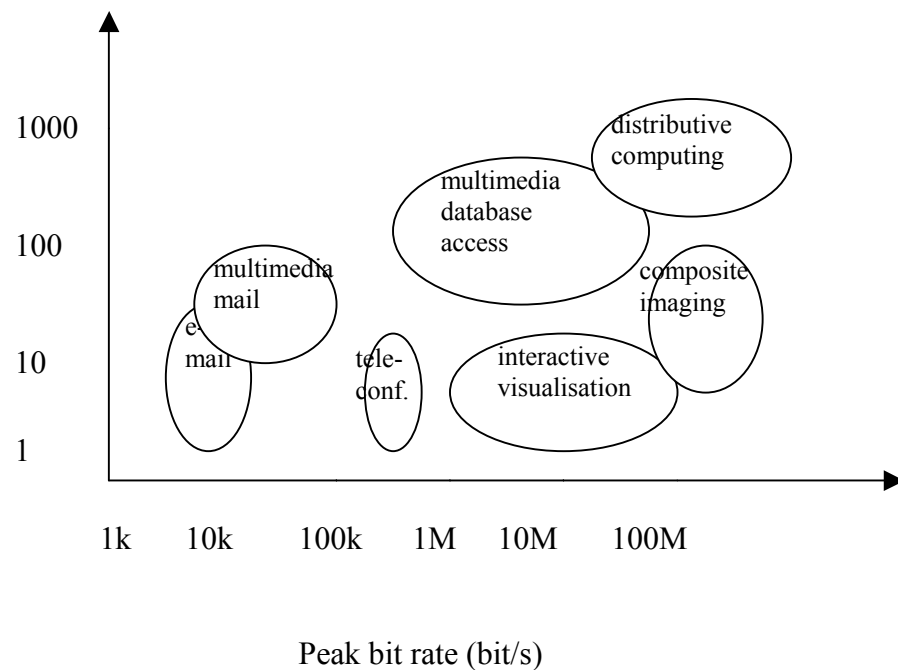 1000
distributive
computing
multimedia
database
access
100
multimedia
mail
composite
imaging
e-
mail
10
tele-
conf.
interactive
visualisation
1
1k 10k 100k 1M 10M 100M
Peak bit rate (bit/s)